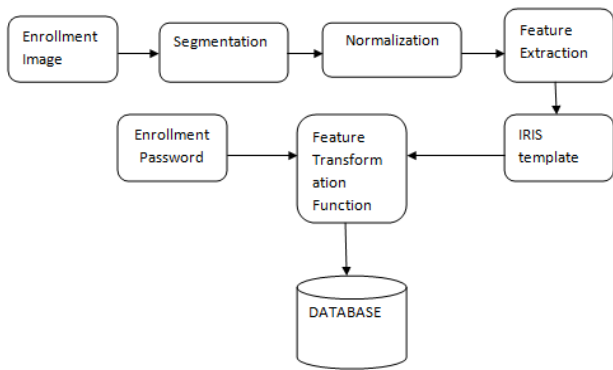 Enrollment
Image
Segmentation
Normalization
Feature
Extraction
Enrollment
Password
Feature
Transform
ation
Function
IRIS
template
DATABASE